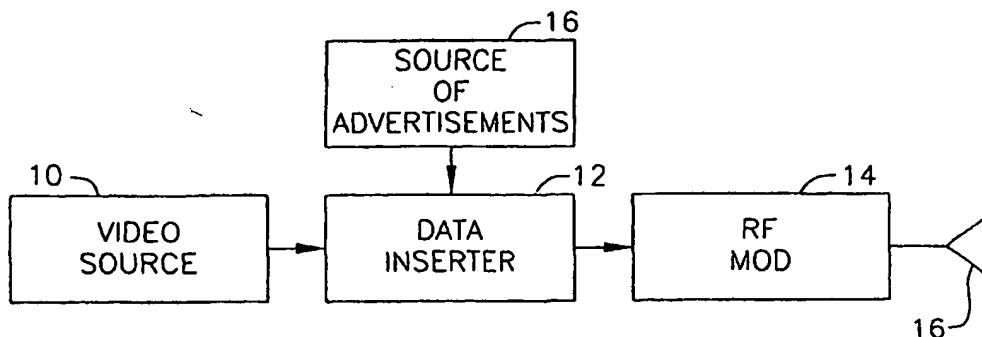 16
SOURCE
OF
ADVERTISEMENTS
10
VIDEO
SOURCE
12
DATA
INSERTER
14
RF
MOD
16